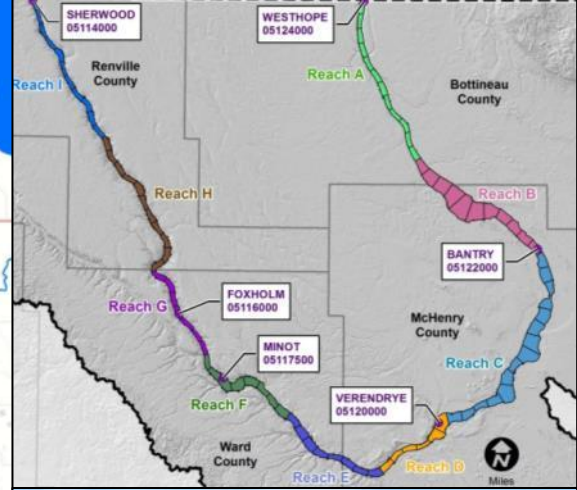 SHERWOOD
05114000
WESTHOPE
05124000
Renville
County
Reach A
Bottineau
County
Reach I
Reach H
Reach B
BANTRY
05122000
FOXHOLM
05116000
Reach G
McHenry
County
MINOT
05117500
Reach C
Reach F
VERENDRYE
05120000
Ward
County
Reach D
Reach E
N
Miles